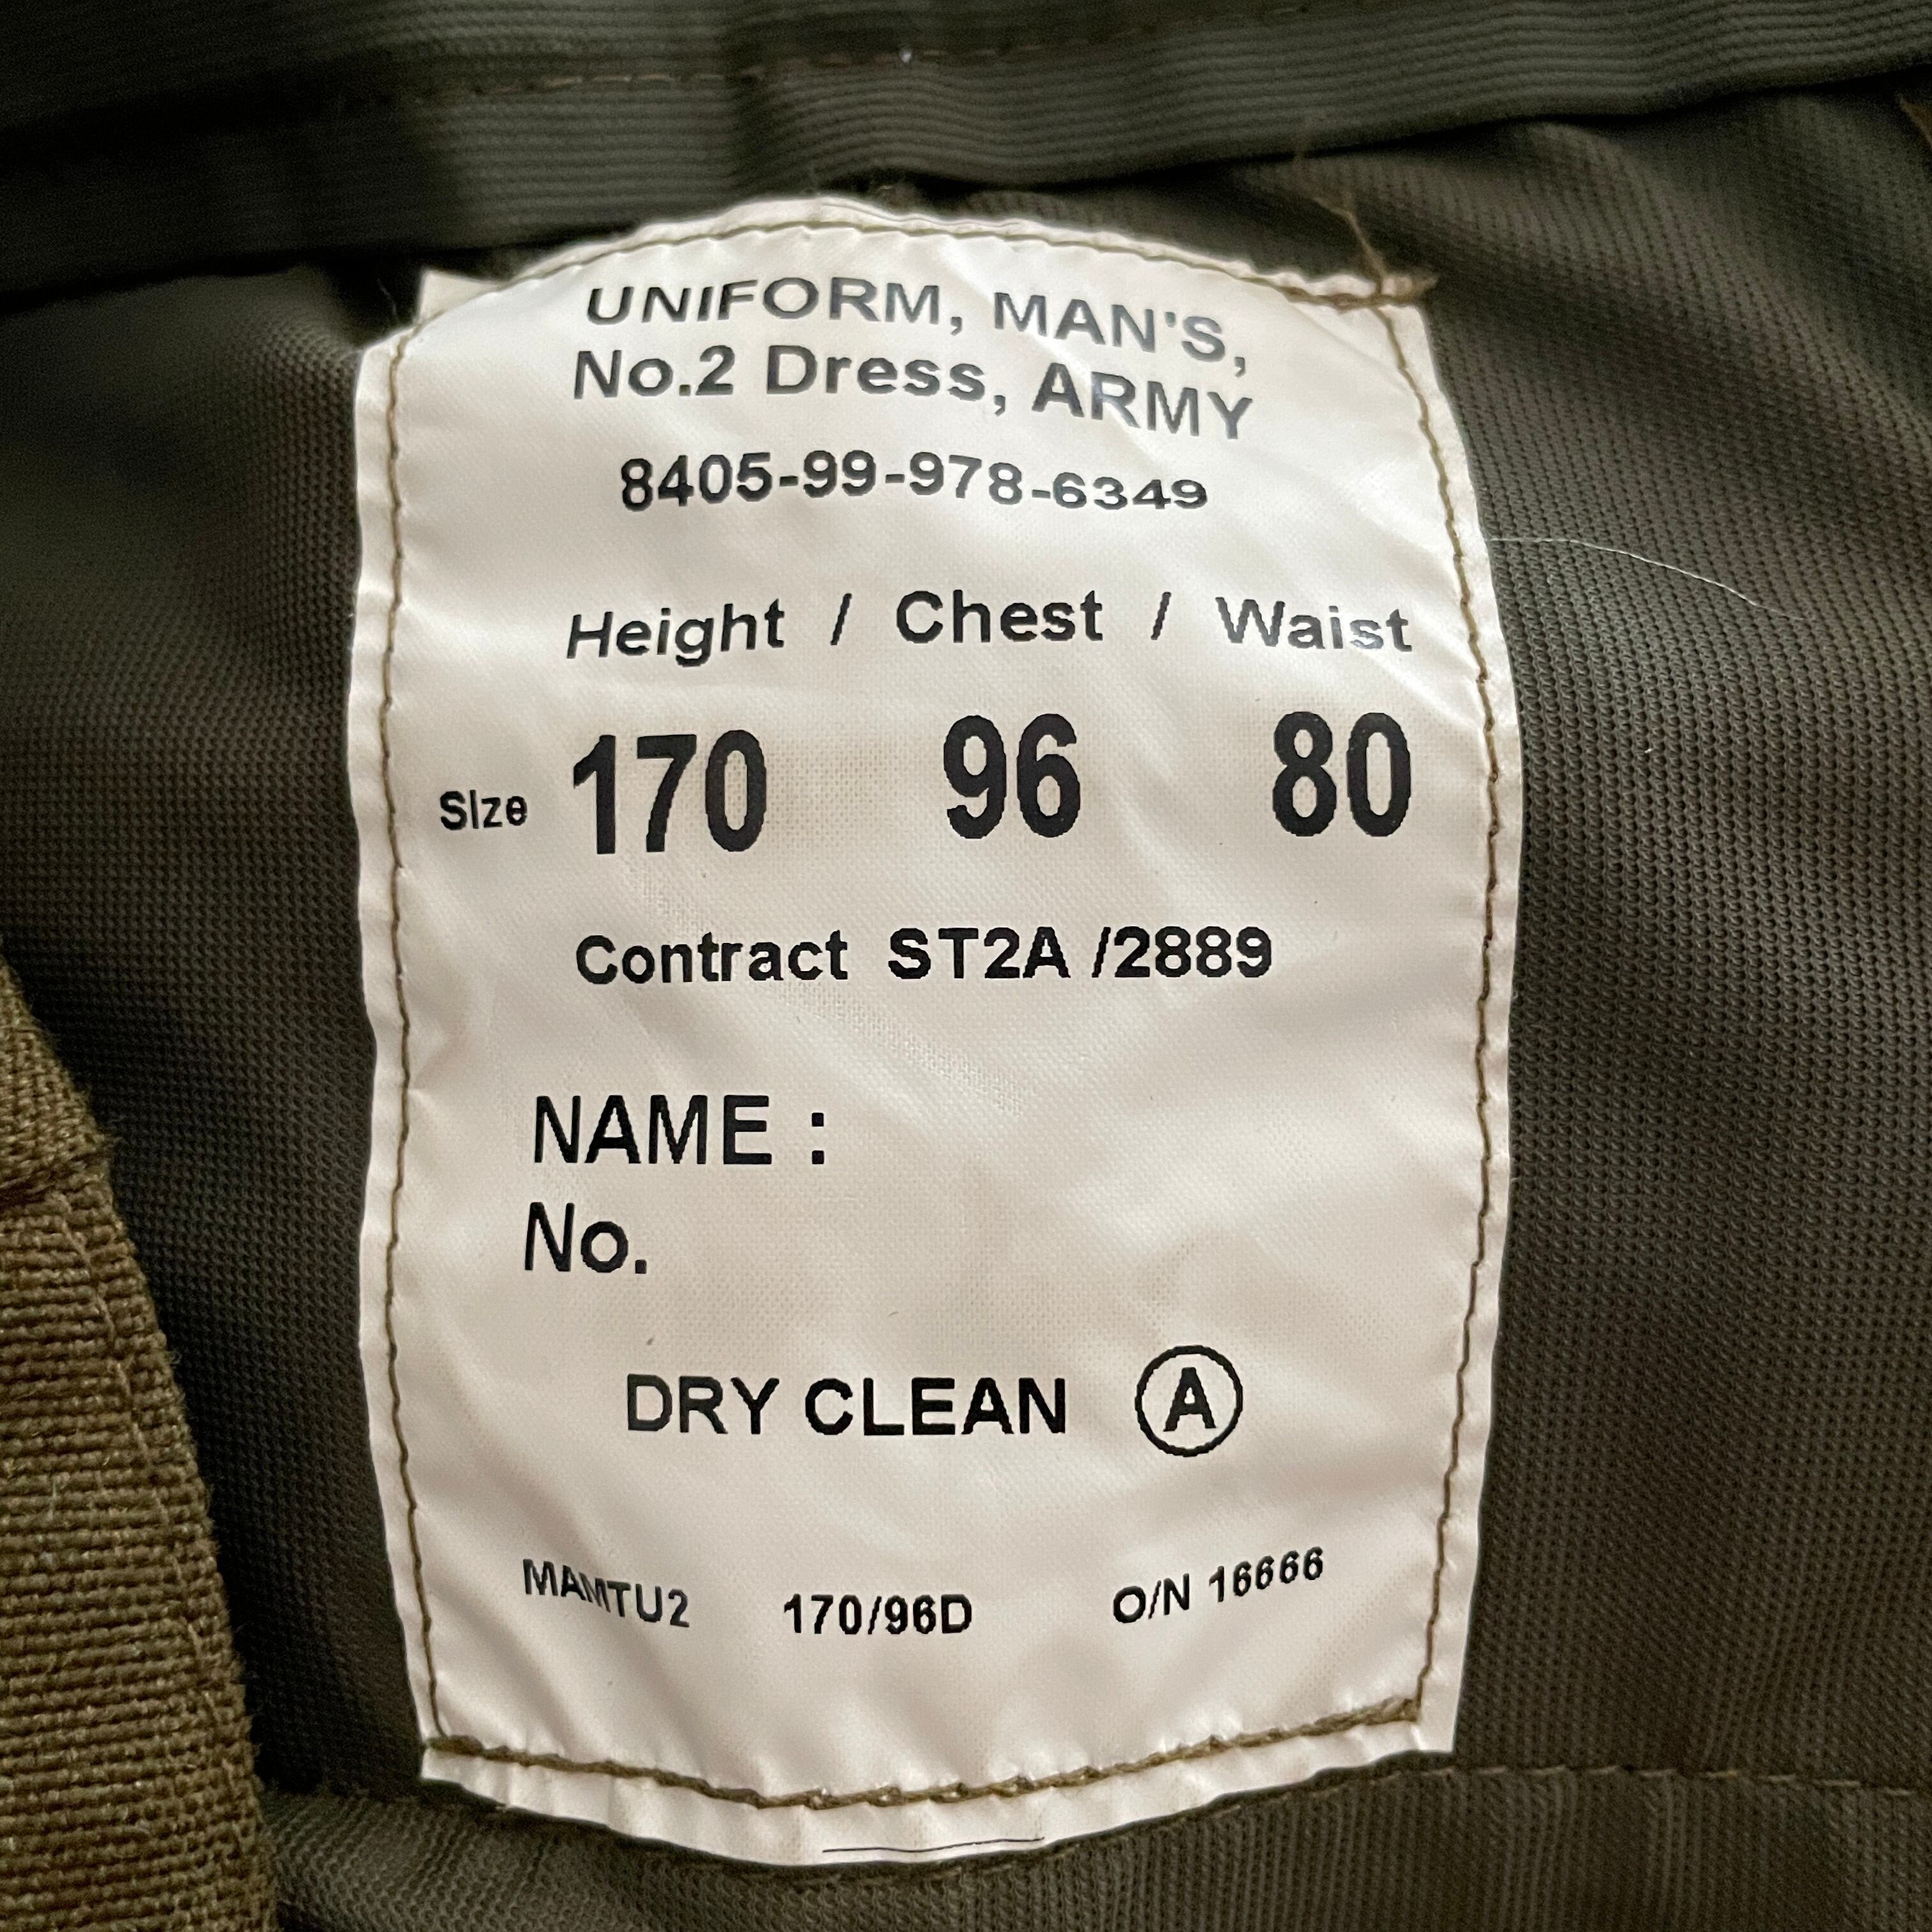 UNIFORM, MAN'S,
No.2 Dress, ARMY
8405-99-978-6349
Height / Chest / Waist
Size 170 96 80
Contract ST2A /2889
NAME :
No.
DRY CLEAN Ⓐ
MAMTU2 170/96D O/N 16666